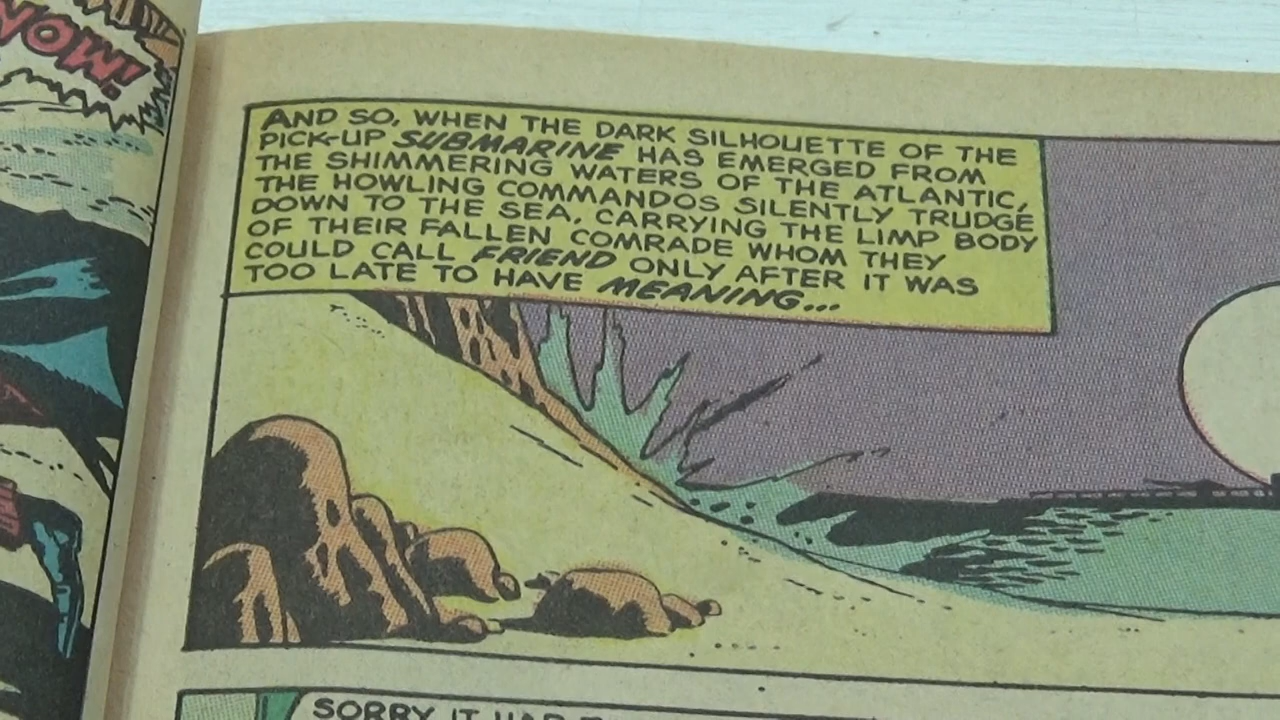 AND SO, WHEN THE DARK SILHOUETTE OF THE
PICK-UP SUBMARINE HAS EMERGED FROM
THE SHIMMERING WATERS OF THE ATLANTIC,
THE HOWLING COMMANDOS SILENTLY TRUDGE
DOWN TO THE SEA, CARRYING THE LIMP BODY
OF THEIR FALLEN COMRADE WHOM THEY
COULD CALL FRIEND ONLY AFTER IT WAS
TOO LATE TO HAVE MEANING...
SORRY IT HAD